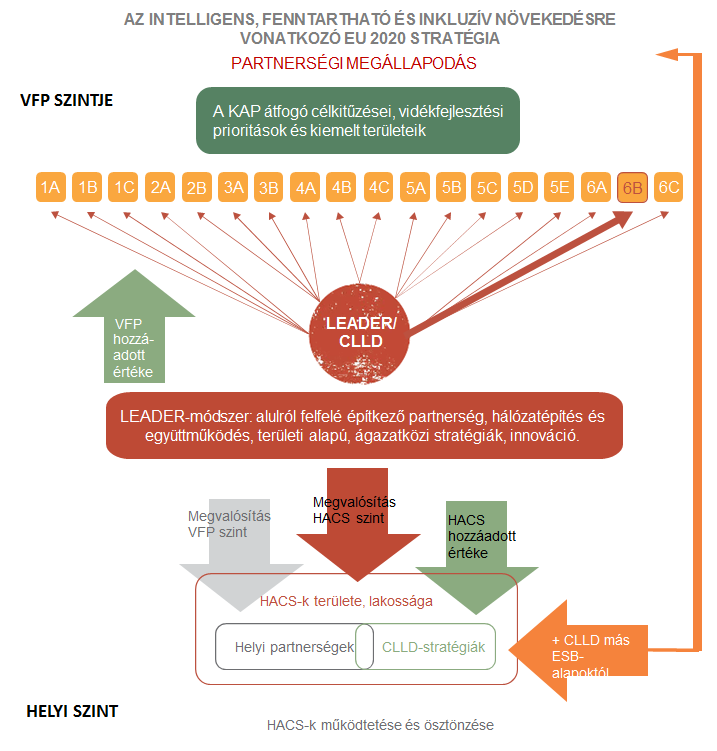 AZ INTELLIGENS, FENNTARTHATÓ ÉS INKLUZÍV NÖVEKEDÉSRE
VONATKOZÓ EU 2020 STRATÉGIA
PARTNERSÉGI MEGÁLLAPODÁS
VFP SZINTJE
A KAP átfogó célkitűzései, vidékfejlesztési
prioritások és kiemelt területeik
1A 1B 1C 2A 2B 3A 3B 4A 4B 4C 5A 5B 5C 5D 5E 6A 6B 6C
LEADER/
CLLD
VFP
hozzá-
adott
értéke
LEADER-módszer: alulról felfelé építkező partnerség, hálózatépítés és
együttműködés, területi alapú, ágazatközi stratégiák, innováció.
Megvalósítás
VFP szint
Megvalósítás
HACS szint
HACS
hozzáadott
értéke
HACS-k területe, lakossága
Helyi partnerségek
CLLD-stratégiák
+ CLLD más
ESB-
alapoktól
HELYI SZINT
HACS-k működtetése és ösztönzése